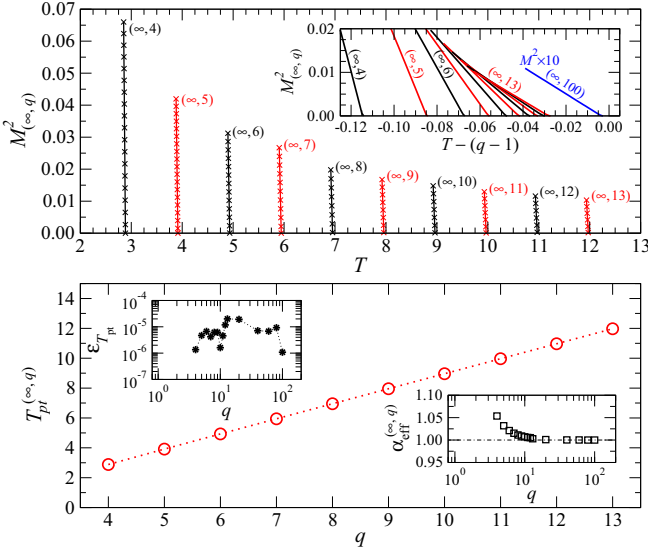 0.07
0.06
0.05
0.04
0.03
0.02
0.01
0.00
M²(∞, q)
2 3 4 5 6 7 8 9 10 11 12 13
T
(∞, 4)
(∞, 5)
(∞, 6)
(∞, 7)
(∞, 8)
(∞, 9)
(∞, 10)
(∞, 11)
(∞, 12)
(∞, 13)
0.02
0.01
0.00
M²(∞, q)
-0.12 -0.10 -0.08 -0.06 -0.04 -0.02 0.00
T − (q − 1)
(∞, 4)
(∞, 5)
(∞, 6)
(∞, 13)
M²×10
(∞, 100)
14
12
10
8
6
4
2
0
T_pt^(∞, q)
4 5 6 7 8 9 10 11 12 13
q
10⁻⁴
10⁻⁵
10⁻⁶
10⁻⁷
ε_T_pt
10⁰ 10¹ 10²
q
1.10
1.05
1.00
0.95
α_eff^(∞, q)
10⁰ 10¹ 10²
q